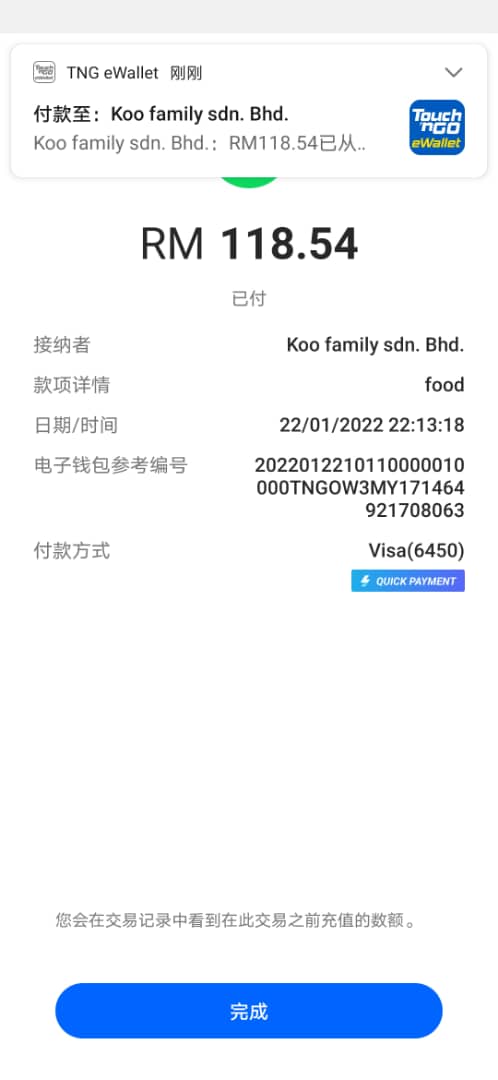 TNG eWallet 刚刚
付款至：Koo family sdn. Bhd.
Koo family sdn. Bhd.：RM118.54已从..
Touch
'nGO
eWallet
RM 118.54
已付
接纳者 Koo family sdn. Bhd.
款项详情 food
日期/时间 22/01/2022 22:13:18
电子钱包参考编号 2022012210110000010
000TNGOW3MY171464
921708063
付款方式 Visa(6450)
QUICK PAYMENT
您会在交易记录中看到在此交易之前充值的数额。
完成